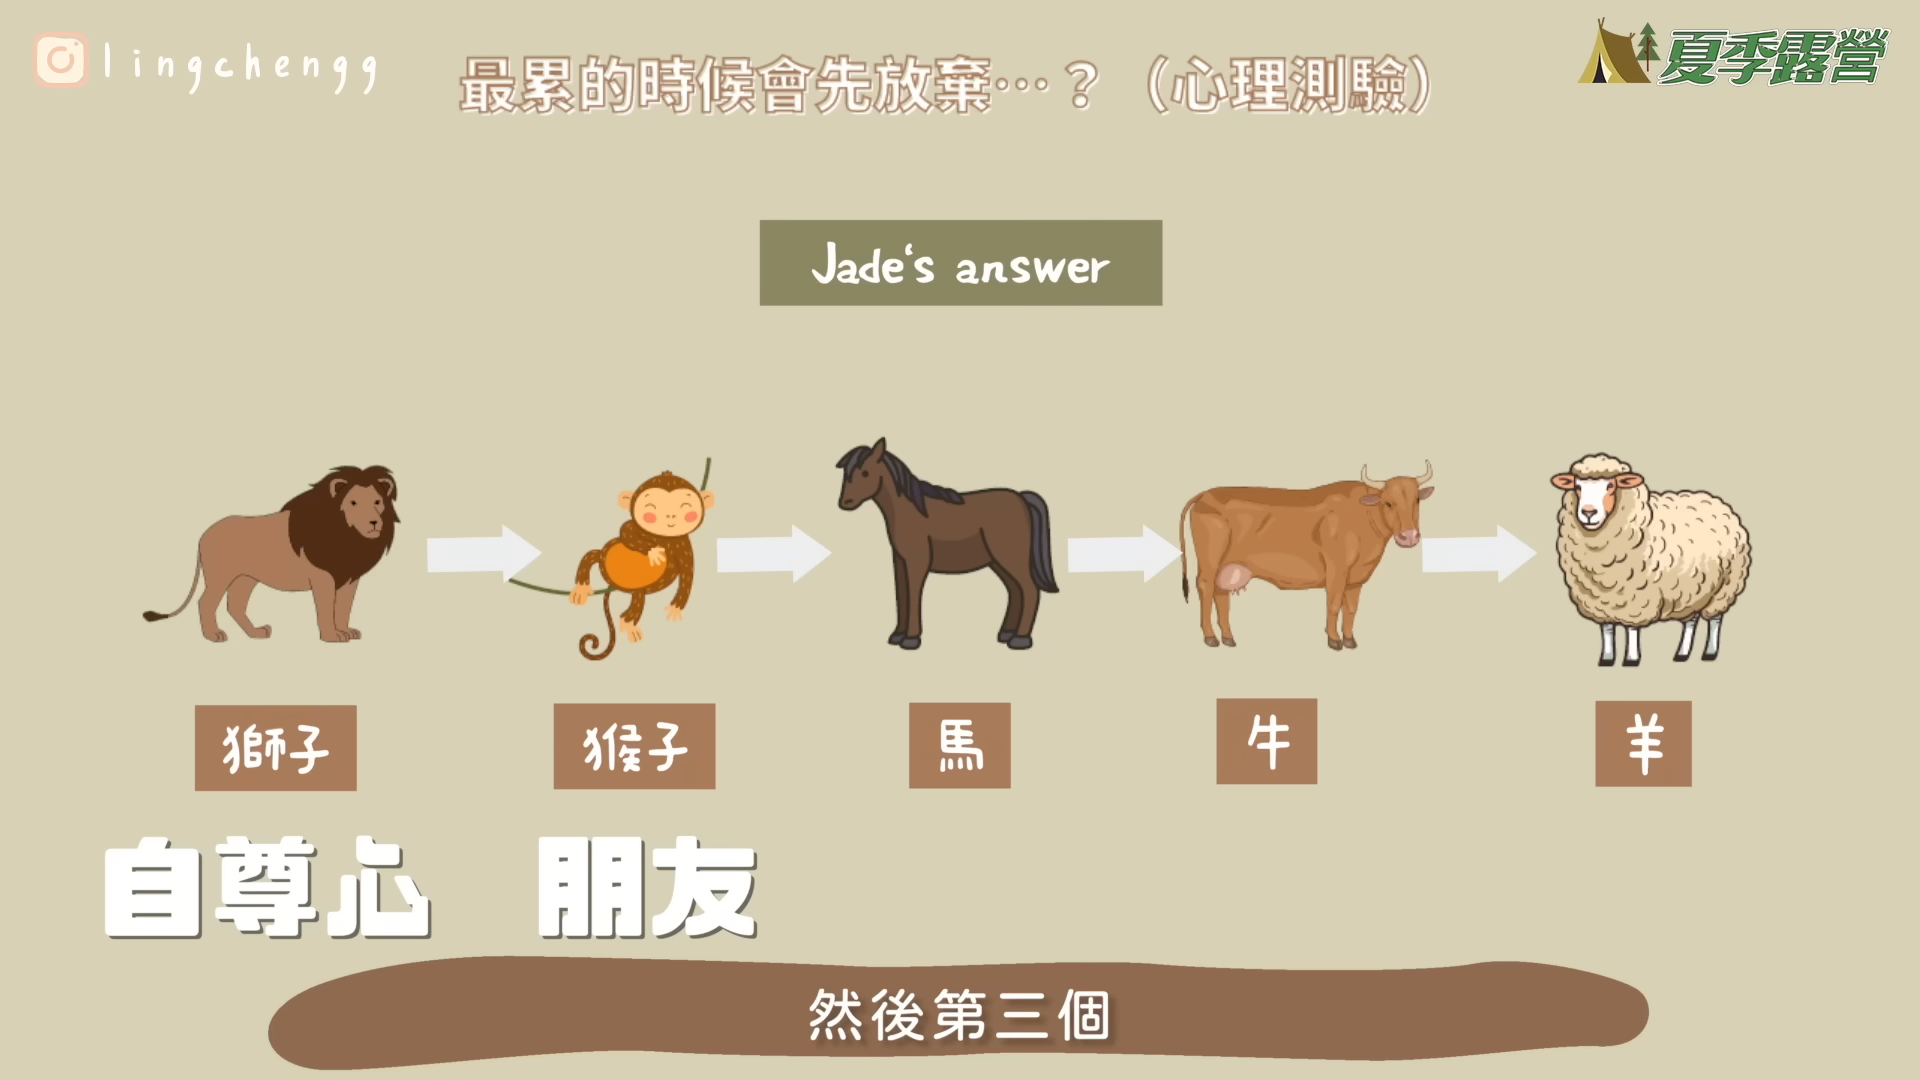 lingchengg
最累的時候會先放棄⋯？（心理測驗）
夏季露營
Jade's answer
獅子
猴子
馬
牛
羊
自尊心
朋友
然後第三個